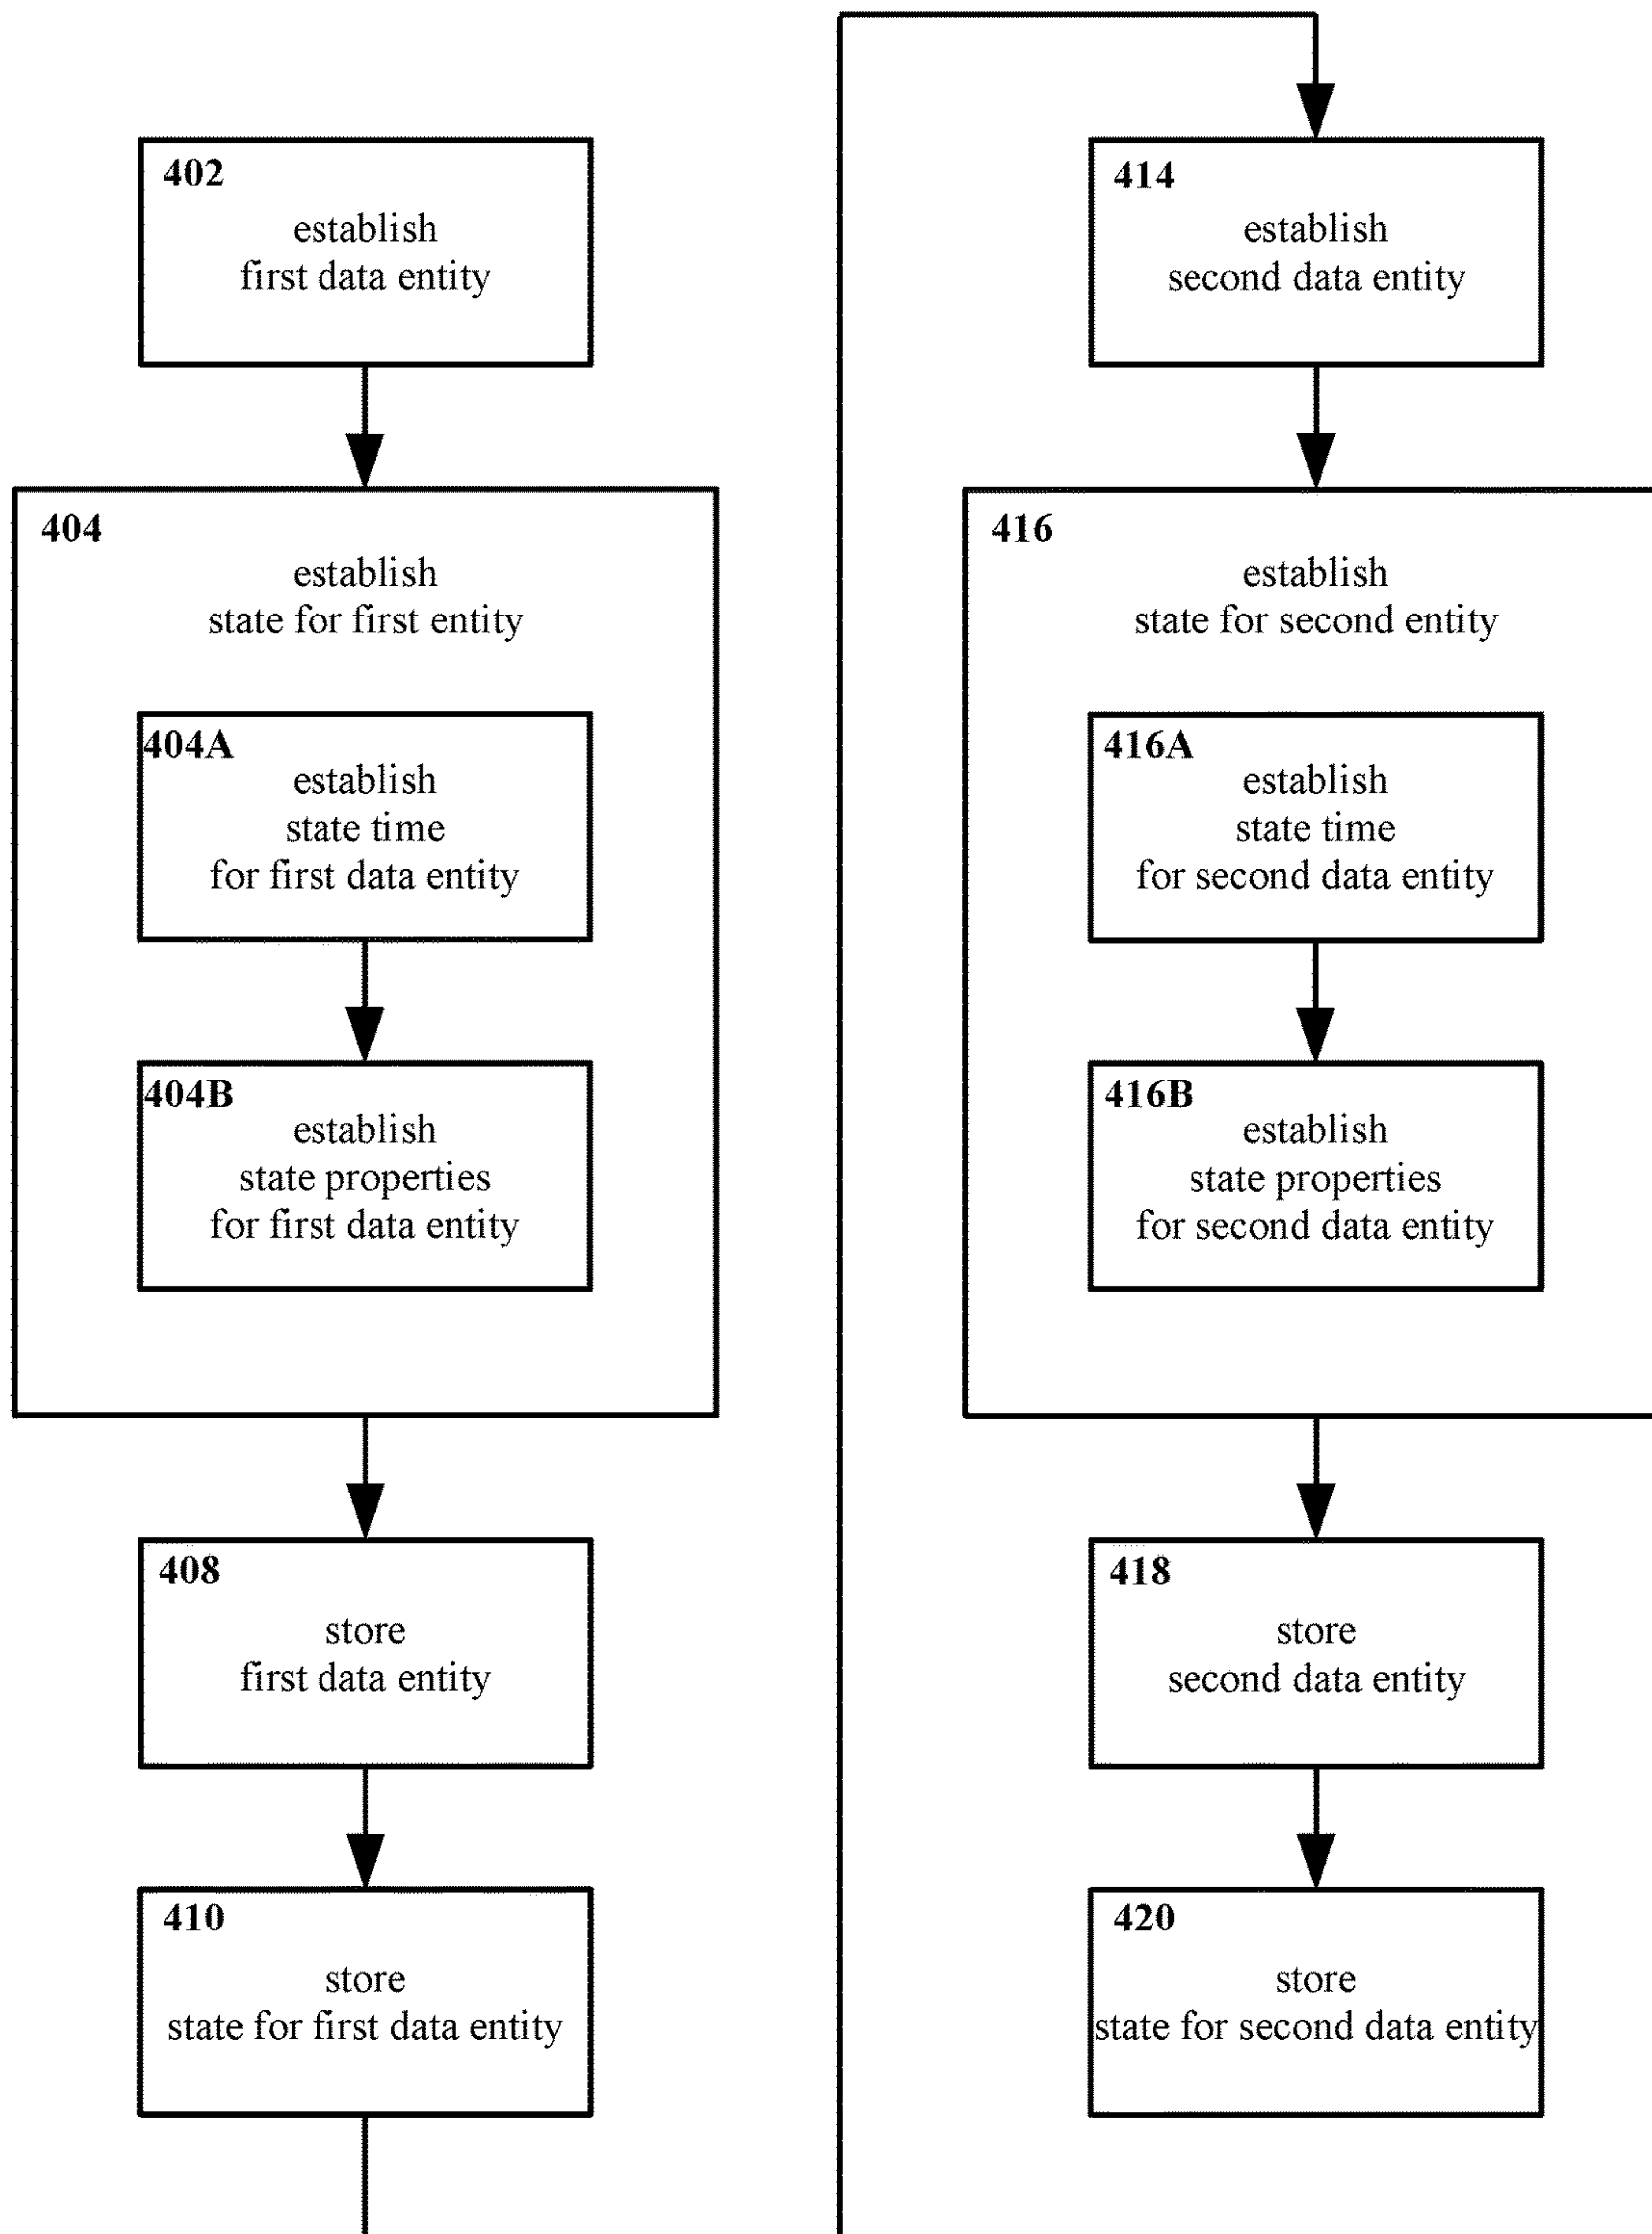 402
establish
first data entity
404
establish
state for first entity
404A
establish
state time
for first data entity
404B
establish
state properties
for first data entity
408
store
first data entity
410
store
state for first data entity
414
establish
second data entity
416
establish
state for second entity
416A
establish
state time
for second data entity
416B
establish
state properties
for second data entity
418
store
second data entity
420
store
state for second data entity